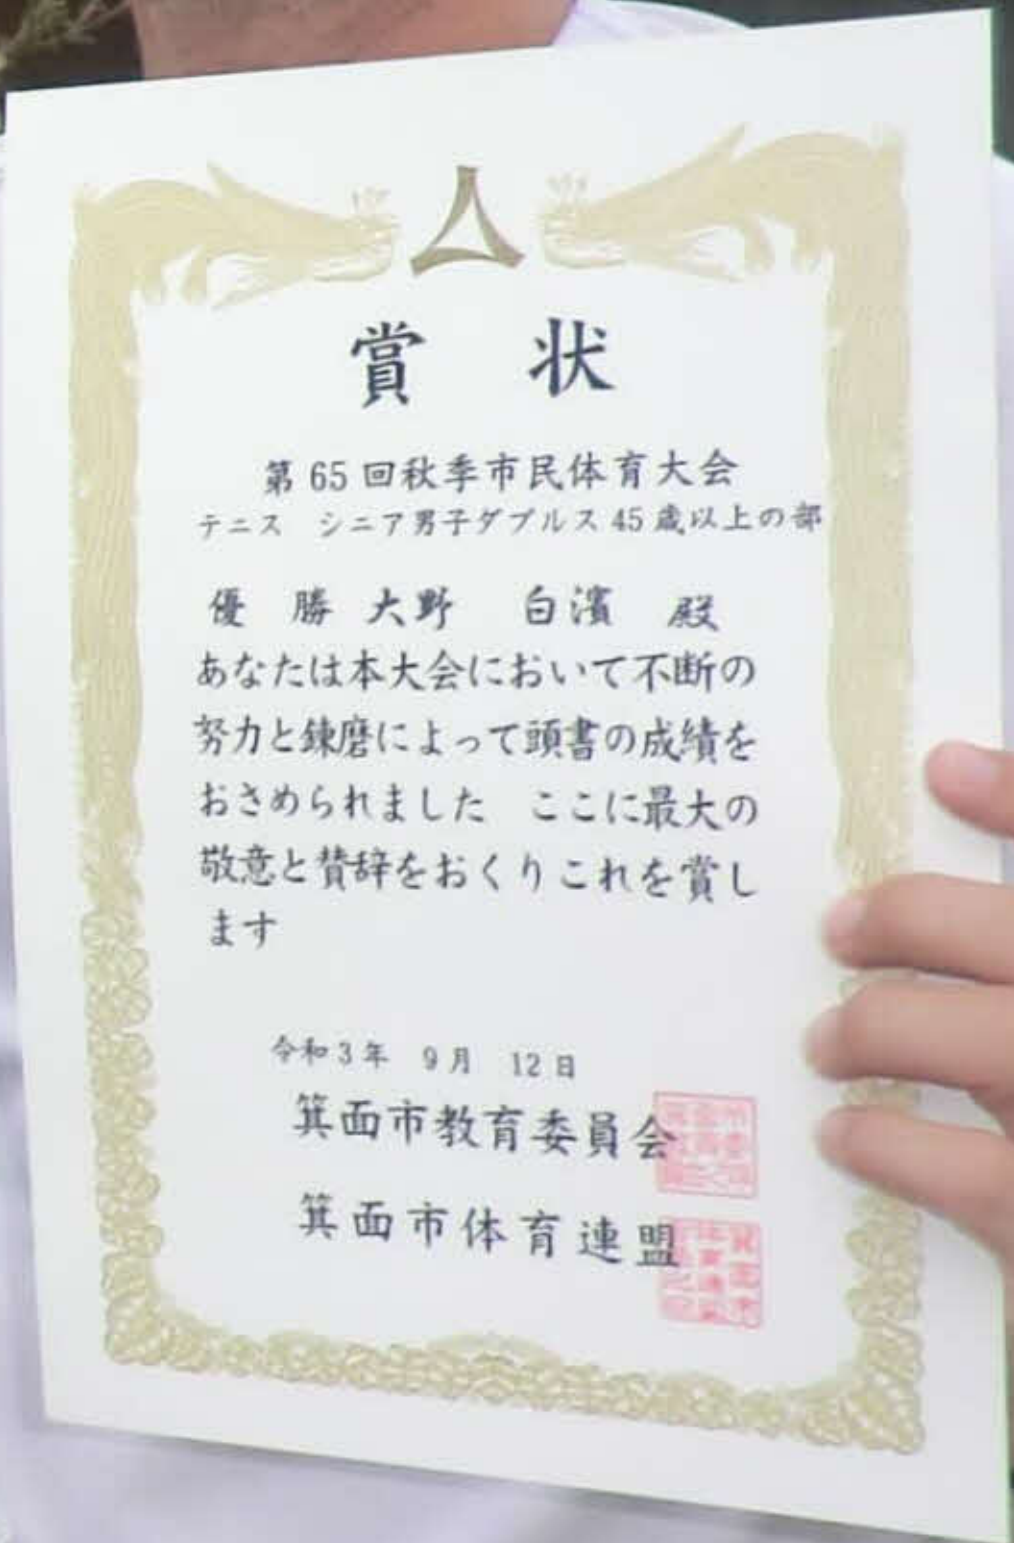 賞状
第65回秋季市民体育大会
テニス　シニア男子ダブルス45歳以上の部
優　勝 大野　白濱　殿
あなたは本大会において不断の
努力と錬磨によって頭書の成績を
おさめられました　ここに最大の
敬意と賛辞をおくりこれを賞し
ます
令和3年　9月　12日
箕面市教育委員会
箕面市体育連盟